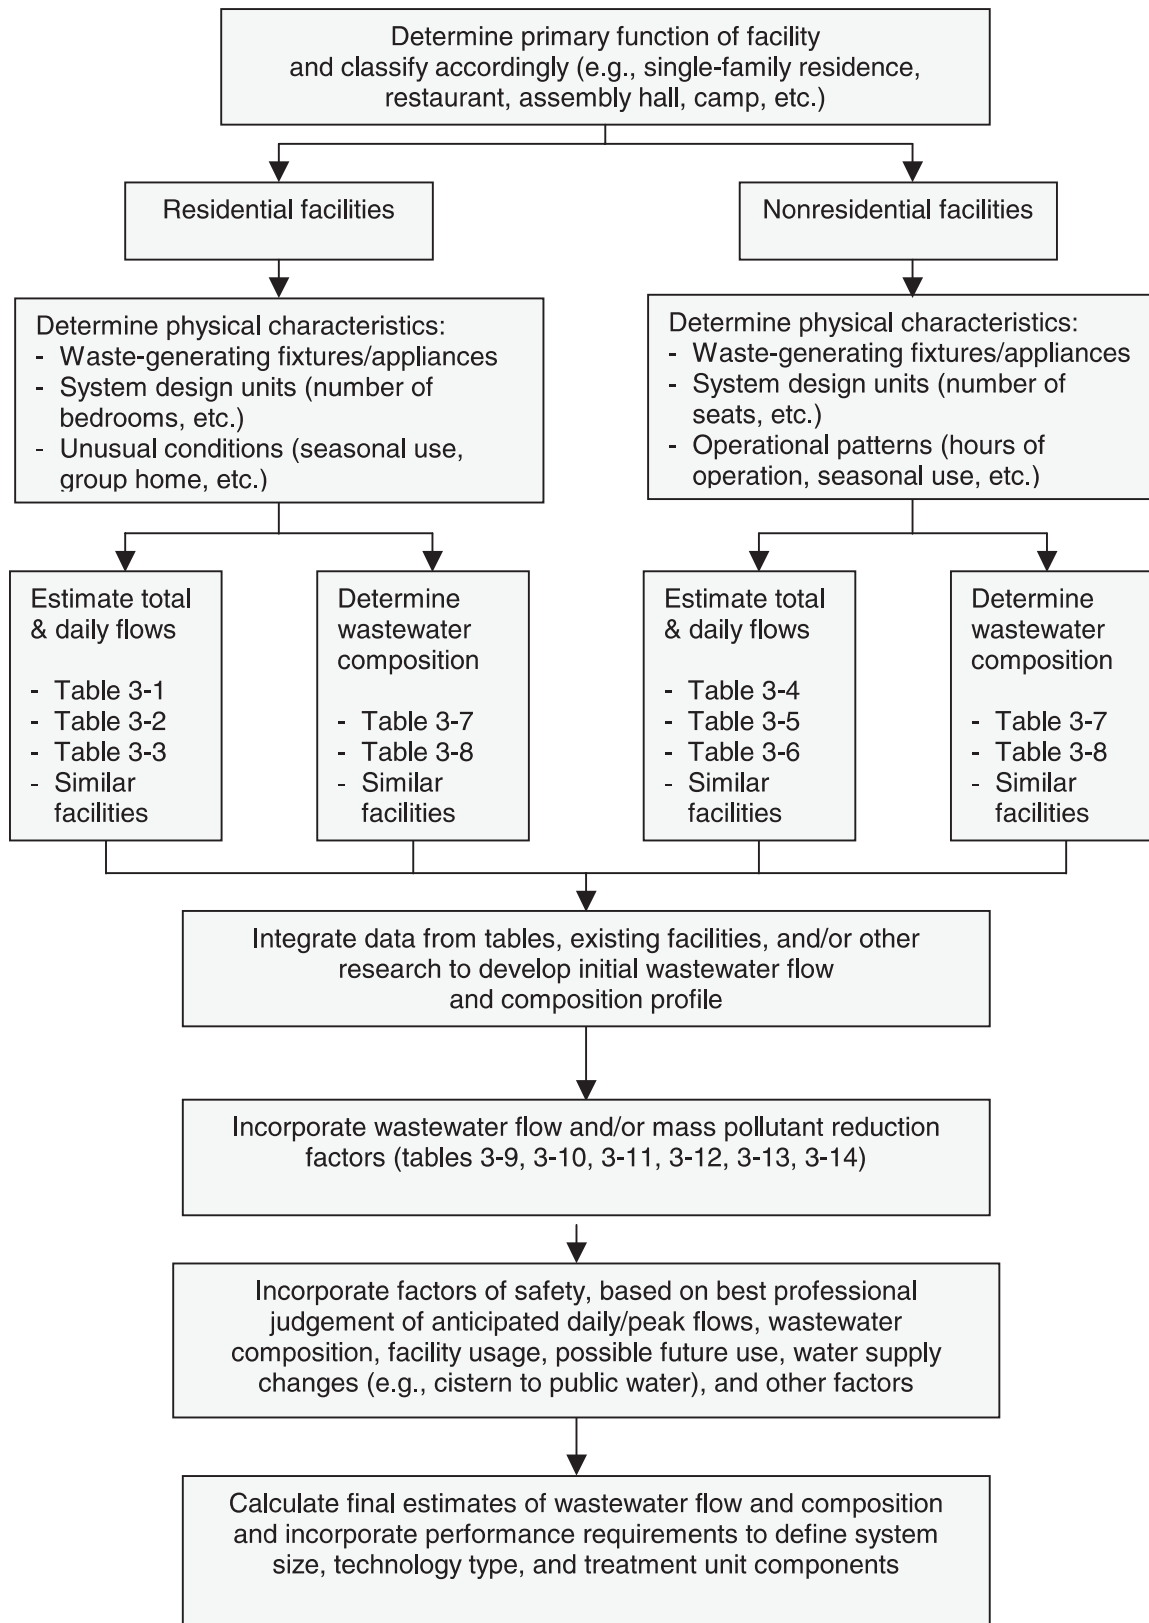 Determine primary function of facility
and classify accordingly (e.g., single-family residence,
restaurant, assembly hall, camp, etc.)
Residential facilities
Nonresidential facilities
Determine physical characteristics:
- Waste-generating fixtures/appliances
- System design units (number of
bedrooms, etc.)
- Unusual conditions (seasonal use,
group home, etc.)
Determine physical characteristics:
- Waste-generating fixtures/appliances
- System design units (number of
seats, etc.)
- Operational patterns (hours of
operation, seasonal use, etc.)
Estimate total
& daily flows
- Table 3-1
- Table 3-2
- Table 3-3
- Similar
facilities
Determine
wastewater
composition
- Table 3-7
- Table 3-8
- Similar
facilities
Estimate total
& daily flows
- Table 3-4
- Table 3-5
- Table 3-6
- Similar
facilities
Determine
wastewater
composition
- Table 3-7
- Table 3-8
- Similar
facilities
Integrate data from tables, existing facilities, and/or other
research to develop initial wastewater flow
and composition profile
Incorporate wastewater flow and/or mass pollutant reduction
factors (tables 3-9, 3-10, 3-11, 3-12, 3-13, 3-14)
Incorporate factors of safety, based on best professional
judgement of anticipated daily/peak flows, wastewater
composition, facility usage, possible future use, water supply
changes (e.g., cistern to public water), and other factors
Calculate final estimates of wastewater flow and composition
and incorporate performance requirements to define system
size, technology type, and treatment unit components